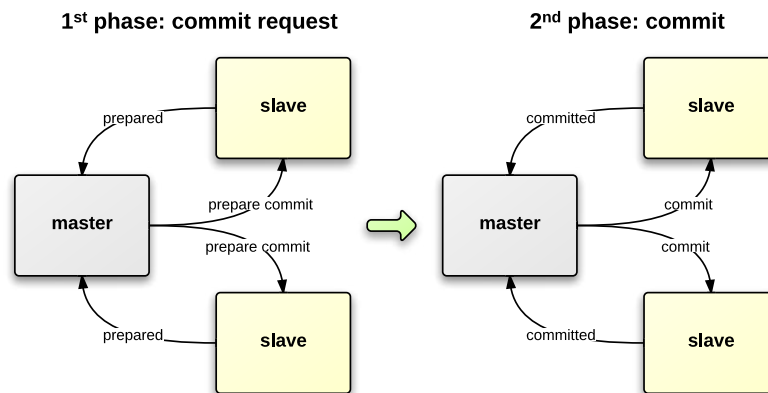 1st phase: commit request
2nd phase: commit
slave
slave
prepared
committed
master
master
prepare commit
commit
prepare commit
commit
prepared
committed
slave
slave